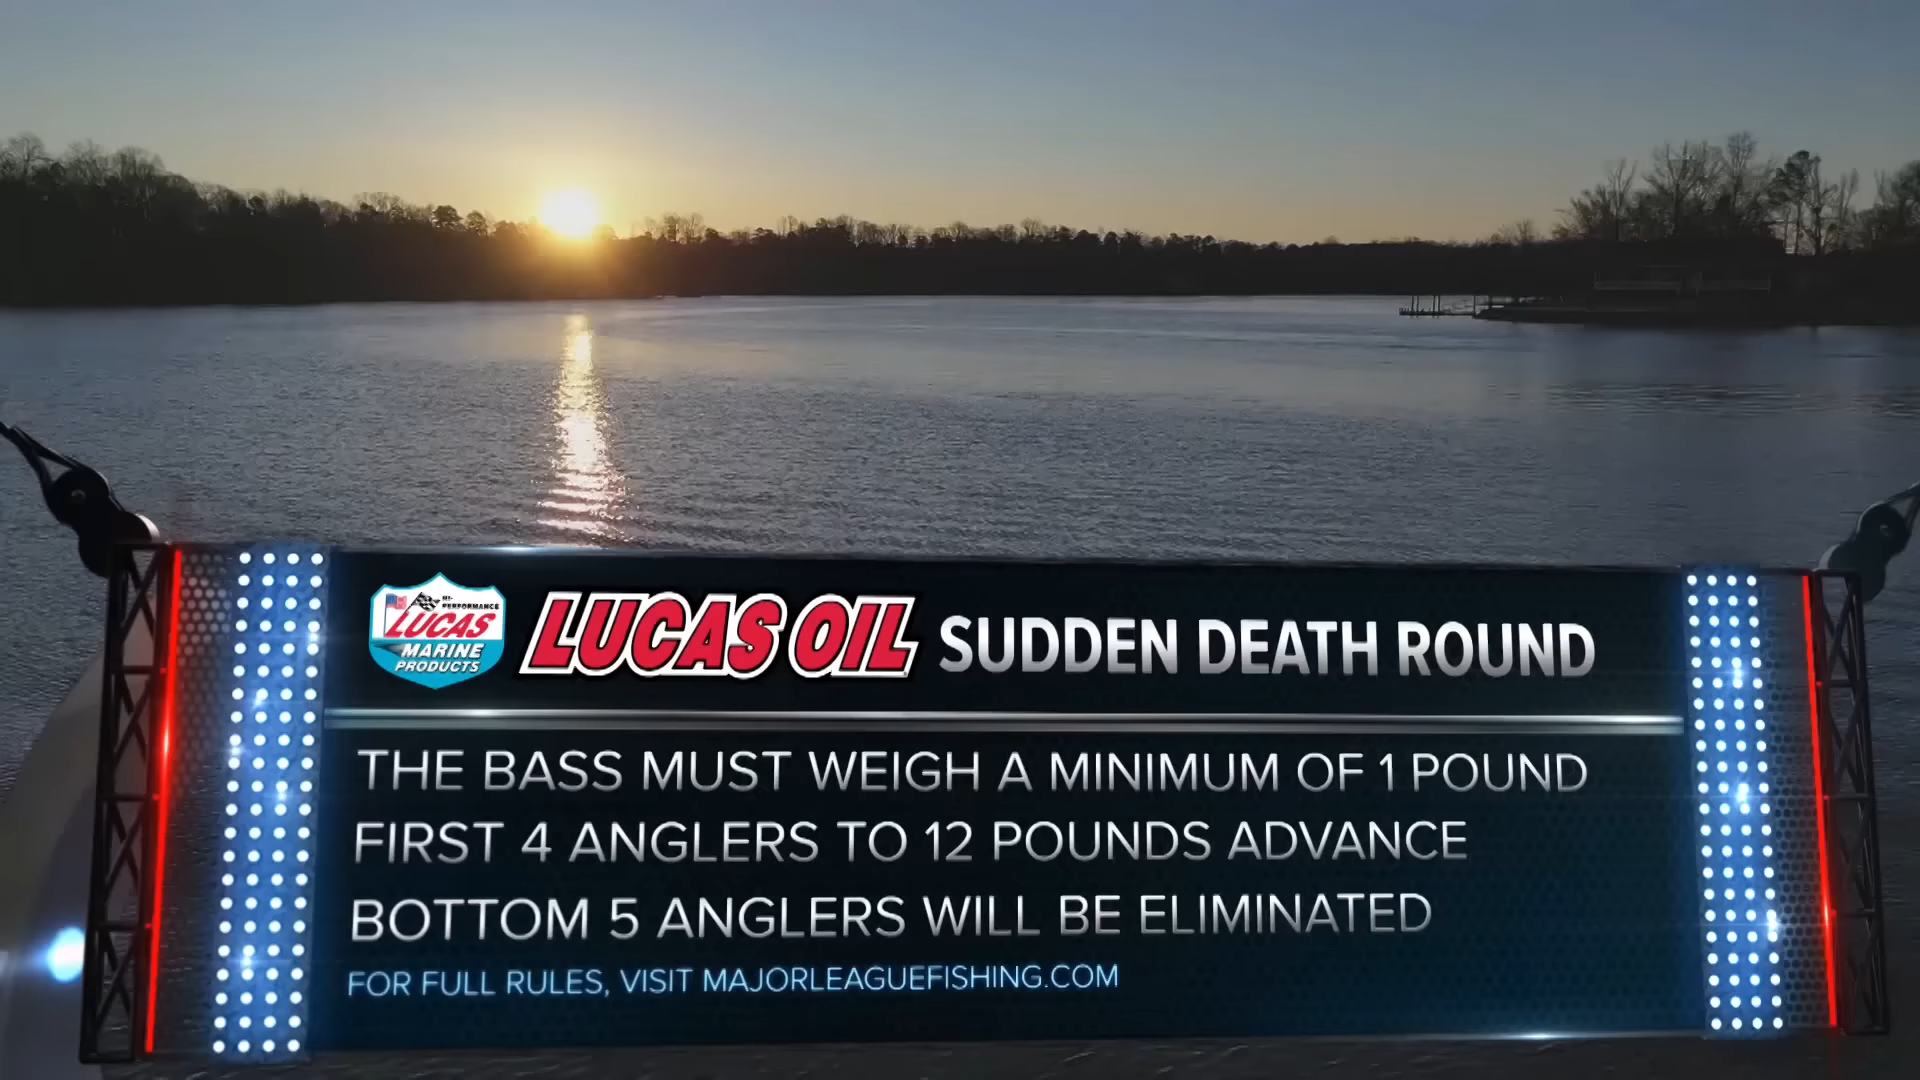 HI-
PERFORMANCE
LUCAS
MARINE
PRODUCTS
LUCAS OIL SUDDEN DEATH ROUND
THE BASS MUST WEIGH A MINIMUM OF 1 POUND
FIRST 4 ANGLERS TO 12 POUNDS ADVANCE
BOTTOM 5 ANGLERS WILL BE ELIMINATED
FOR FULL RULES, VISIT MAJORLEAGUEFISHING.COM